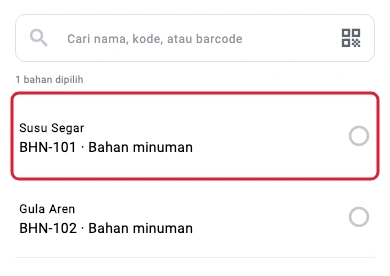 Cari nama, kode, atau barcode
1 bahan dipilih
Susu Segar
BHN-101 · Bahan minuman
Gula Aren
BHN-102 · Bahan minuman